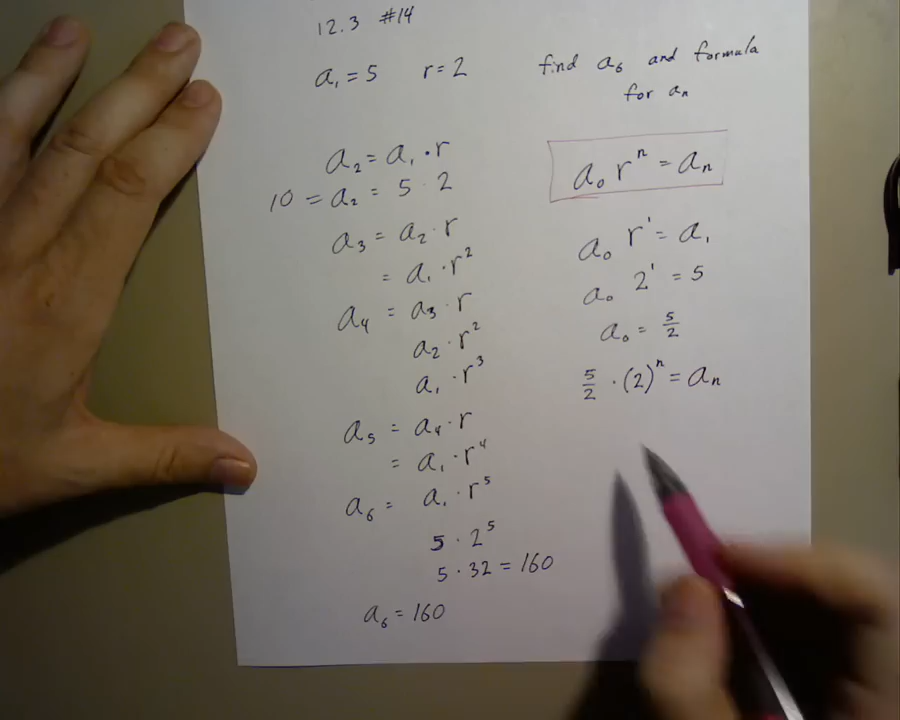 12.3 #14
a₁ = 5 r = 2 find a₆ and formula
for aₙ
a₂ = a₁ · r
10 = a₂ = 5 · 2
a₃ = a₂ · r
= a₁ · r²
a₄ = a₃ · r
a₂ · r²
a₁ · r³
a₅ = a₄ · r
= a₁ · r⁴
a₆ = a₁ · r⁵
5 · 2⁵
5 · 32 = 160
a₆ = 160
a₀ rⁿ = aₙ
a₀ r¹ = a₁
a₀ 2¹ = 5
a₀ = 5/2
5/2 · (2)ⁿ = aₙ